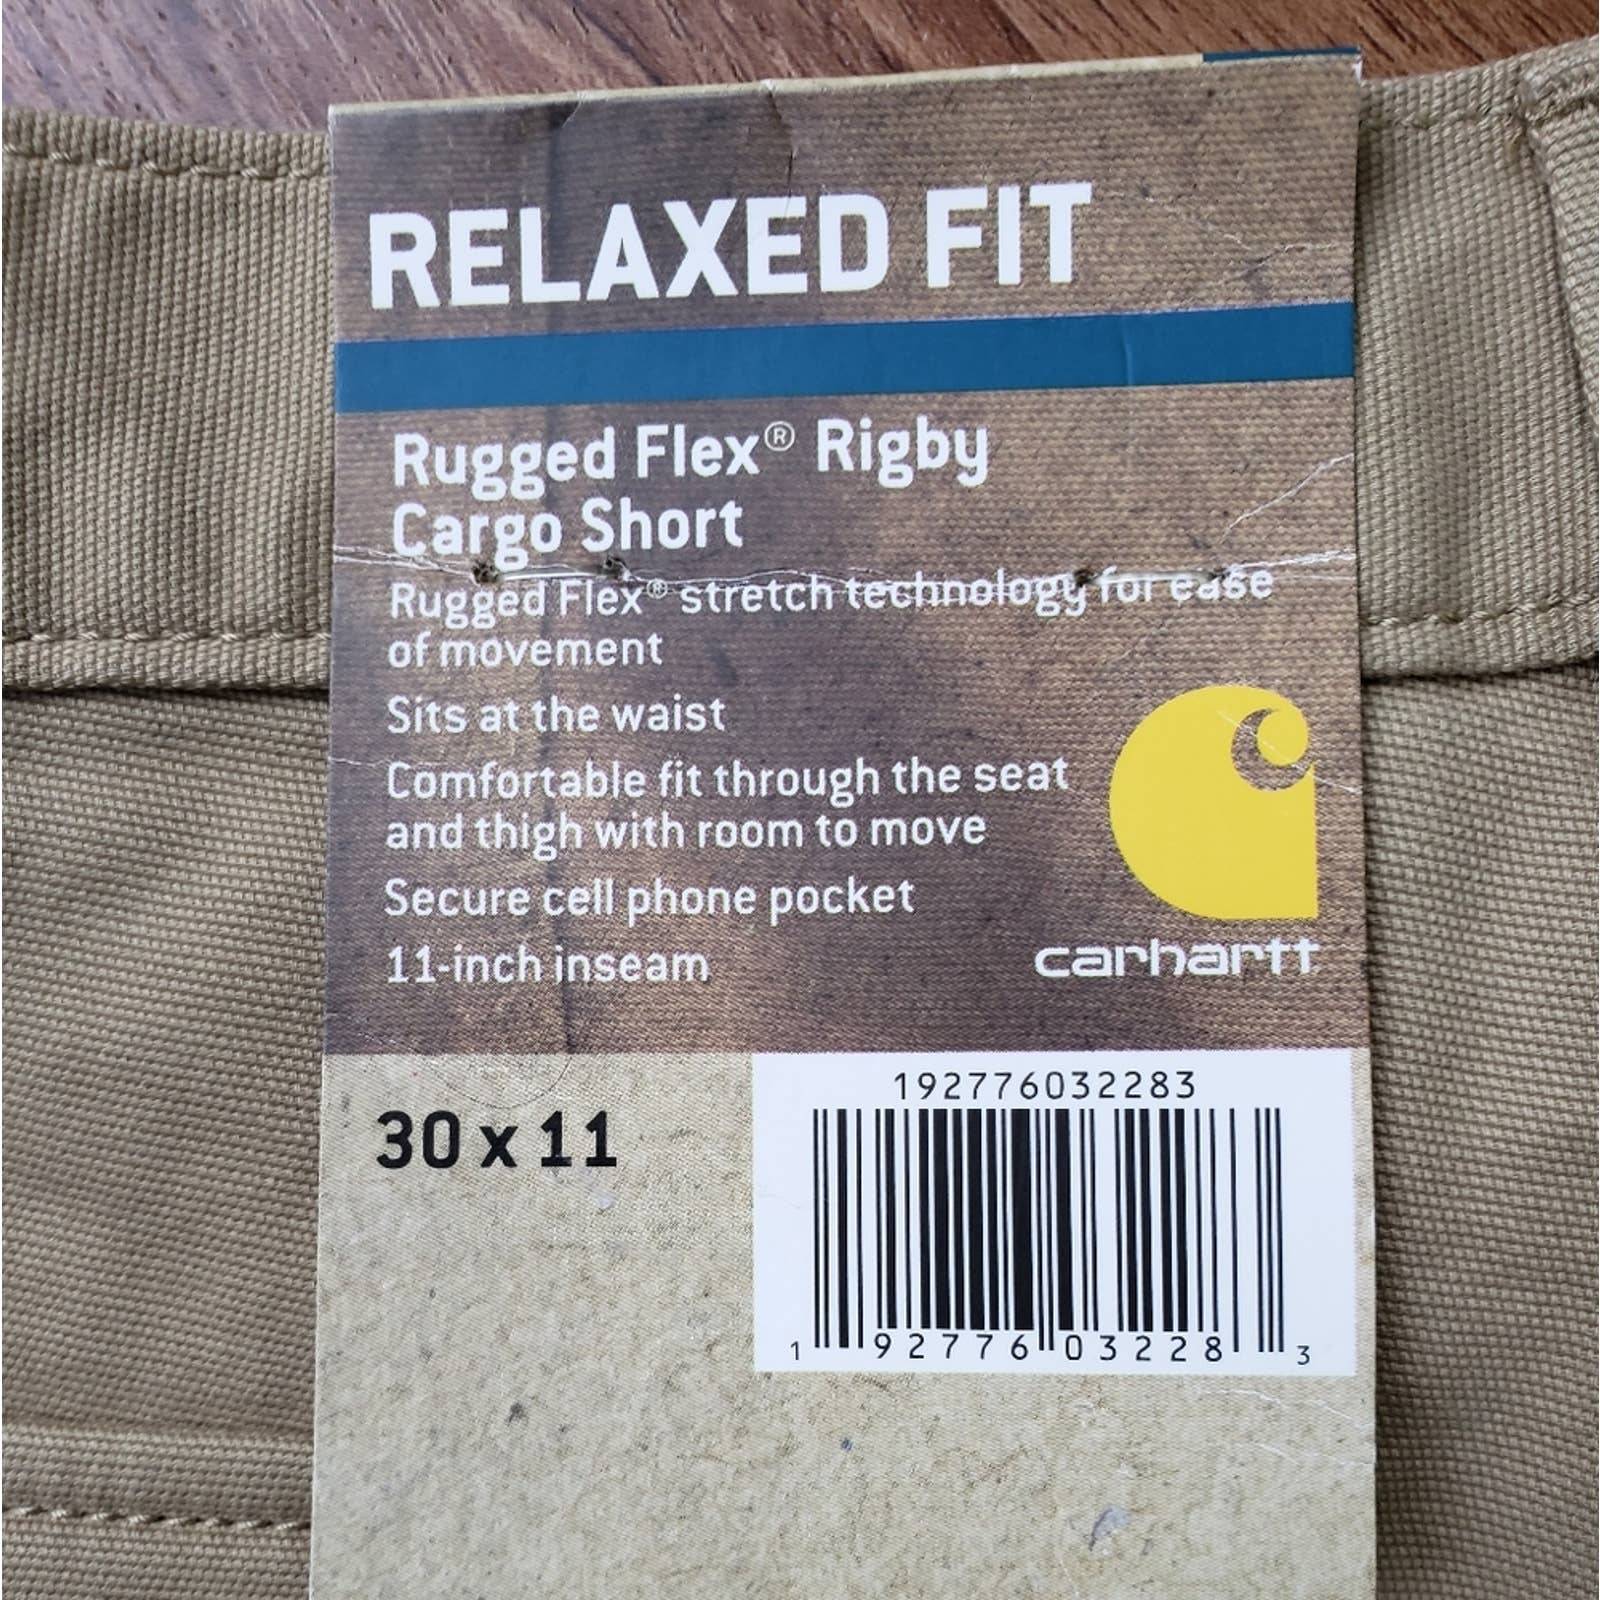 RELAXED FIT
Rugged Flex® Rigby
Cargo Short
Rugged Flex® stretch technology for ease
of movement
Sits at the waist
Comfortable fit through the seat
and thigh with room to move
Secure cell phone pocket
11-inch inseam
carhartt
30 x 11
192776032283
1 92776 03228 3